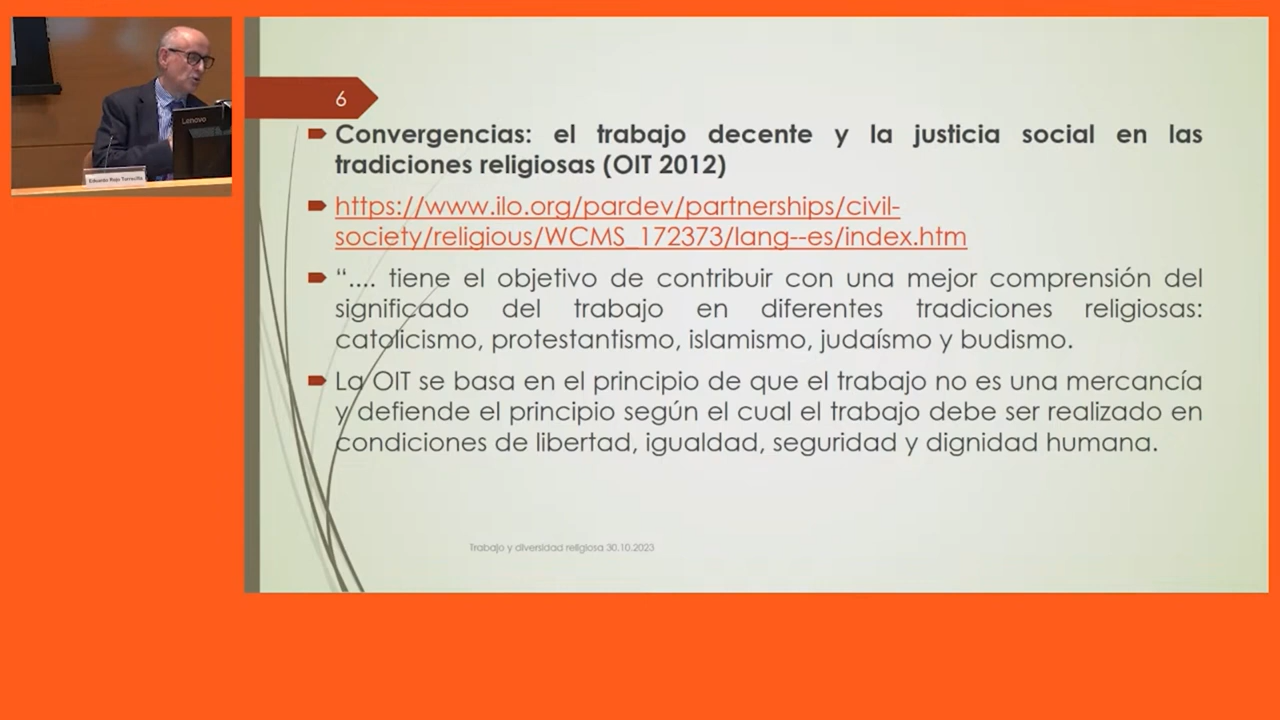 Lenovo
Eduardo Rojo Torrecilla
6
Convergencias: el trabajo decente y la justicia social en las
tradiciones religiosas (OIT 2012)
https://www.ilo.org/pardev/partnerships/civil-
society/religious/WCMS_172373/lang--es/index.htm
“.... tiene el objetivo de contribuir con una mejor comprensión del
significado del trabajo en diferentes tradiciones religiosas:
catolicismo, protestantismo, islamismo, judaísmo y budismo.
La OIT se basa en el principio de que el trabajo no es una mercancía
y defiende el principio según el cual el trabajo debe ser realizado en
condiciones de libertad, igualdad, seguridad y dignidad humana.
Trabajo y diversidad religiosa 30.10.2023